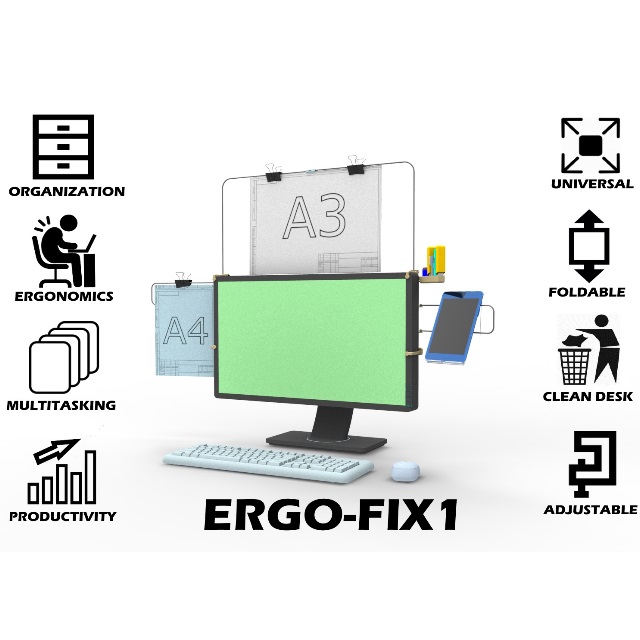 ORGANIZATION
ERGONOMICS
MULTITASKING
PRODUCTIVITY
A3
A4
UNIVERSAL
FOLDABLE
CLEAN DESK
ADJUSTABLE
ERGO-FIX1